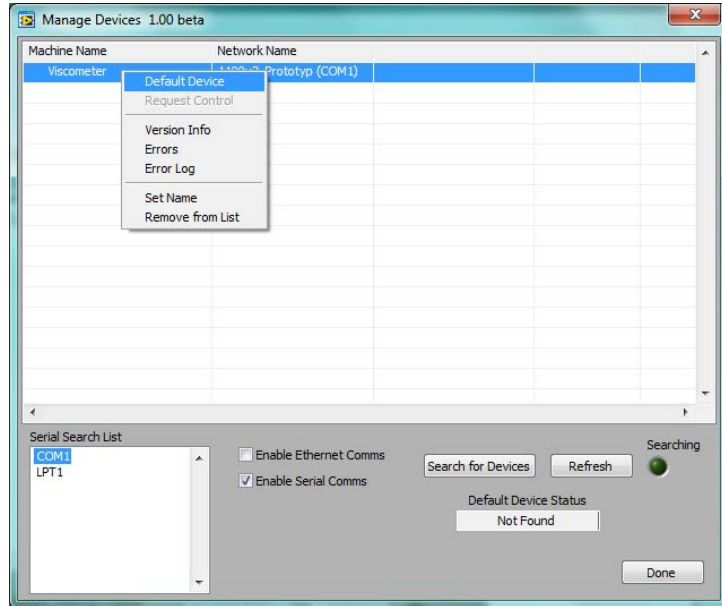 Manage Devices 1.00 beta
x
Machine Name Network Name
Viscometer 1100v3 Prototyp (COM1)
Default Device
Request Control
Version Info
Errors
Error Log
Set Name
Remove from List
Serial Search List
COM1
LPT1
Enable Ethernet Comms
Enable Serial Comms
Search for Devices Refresh
Searching
Default Device Status
Not Found
Done